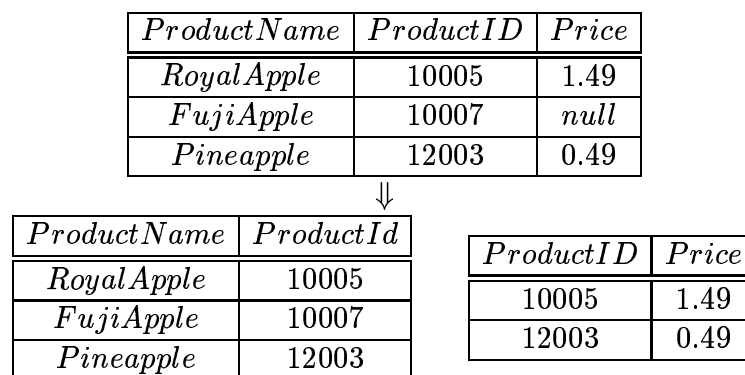 ProductName ProductID Price
RoyalApple 10005 1.49
FujiApple 10007 null
Pineapple 12003 0.49
⇓
ProductName ProductId
RoyalApple 10005
FujiApple 10007
Pineapple 12003
ProductID Price
10005 1.49
12003 0.49